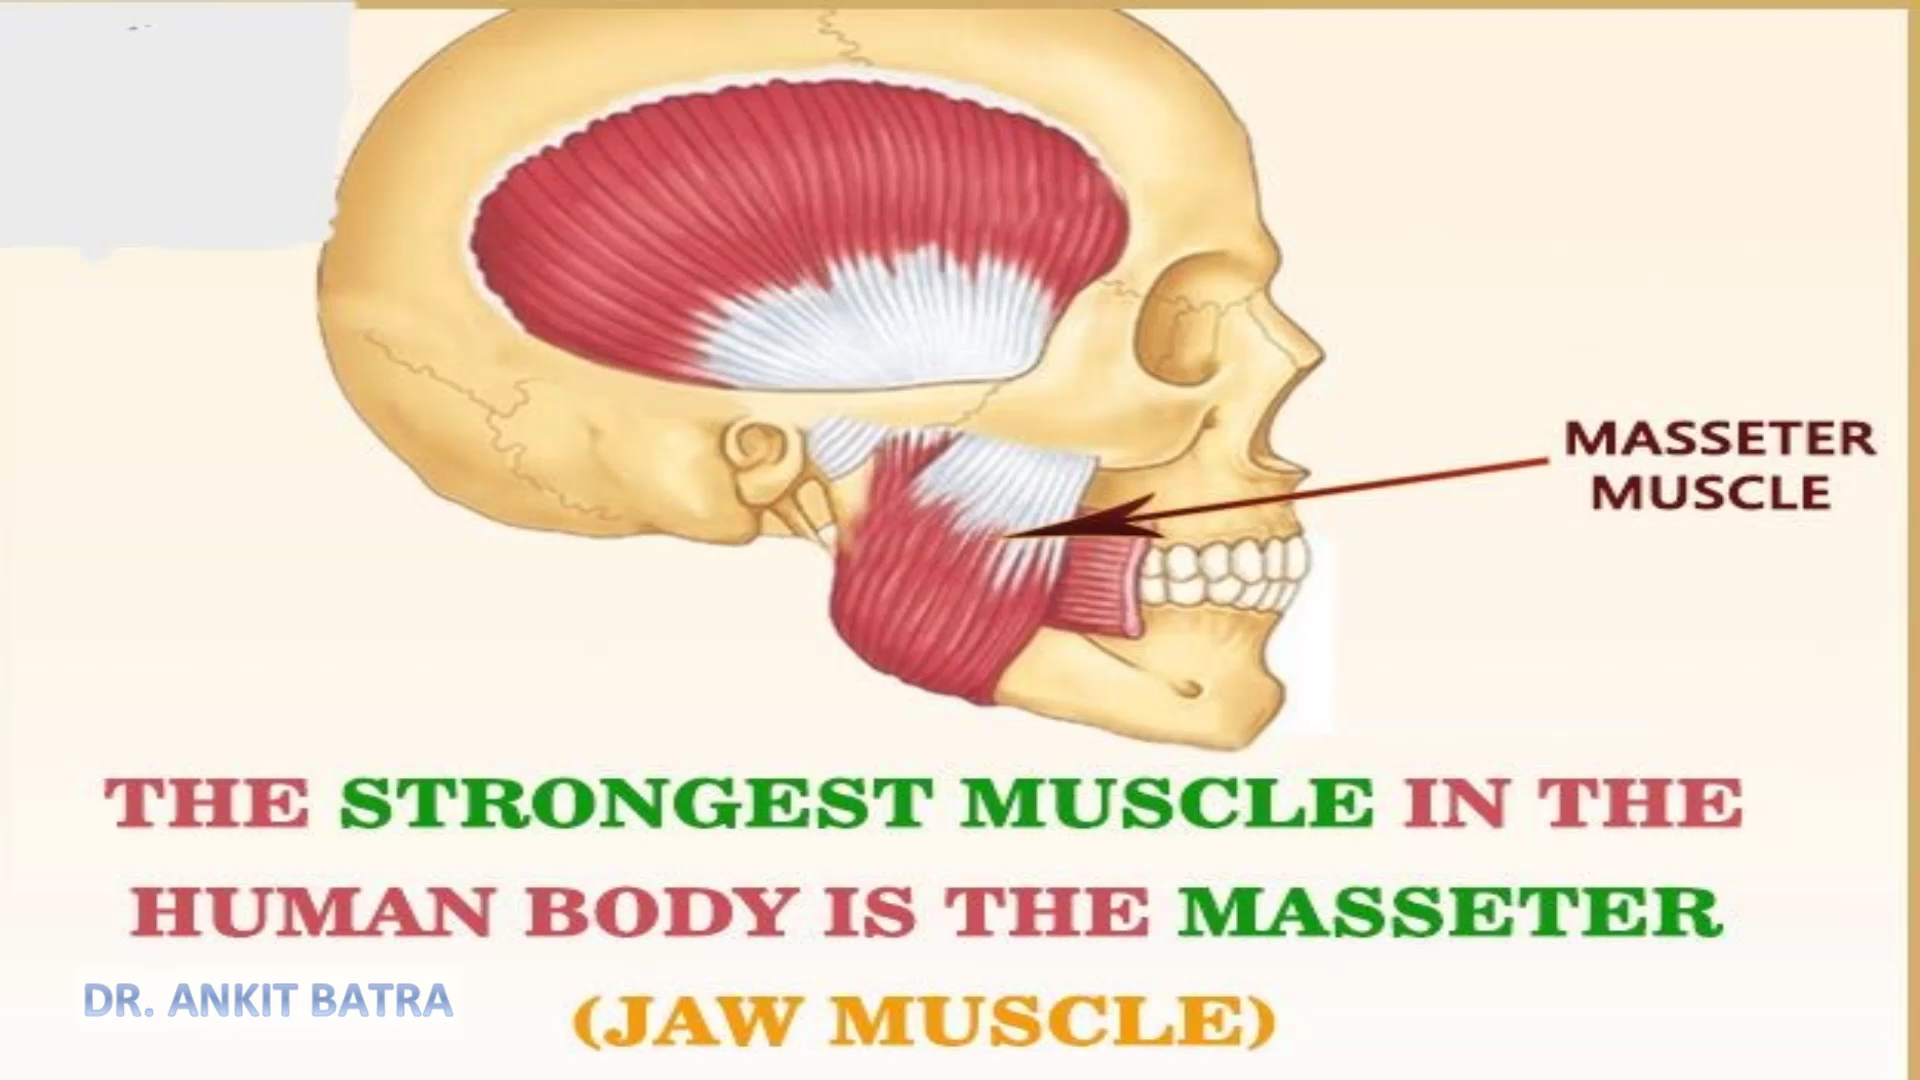 MASSETER
MUSCLE
THE STRONGEST MUSCLE IN THE
HUMAN BODY IS THE MASSETER
DR. ANKIT BATRA
(JAW MUSCLE)